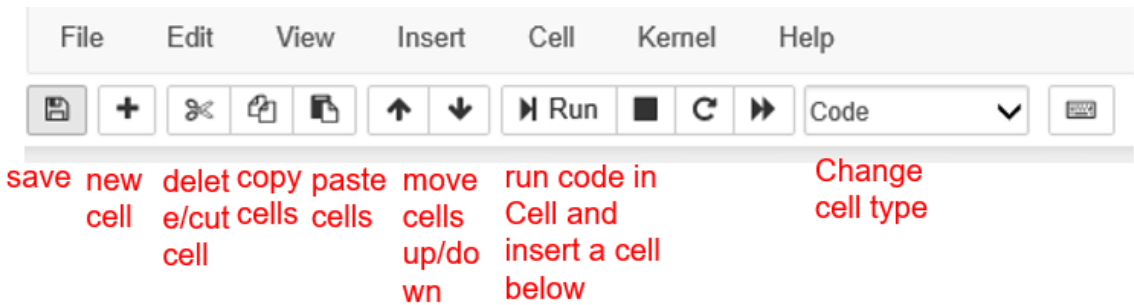 File Edit View Insert Cell Kernel Help
Run Code
save new cell
delet e/cut cell
copy cells
paste cells
move cells up/do wn
run code in Cell and insert a cell below
Change cell type